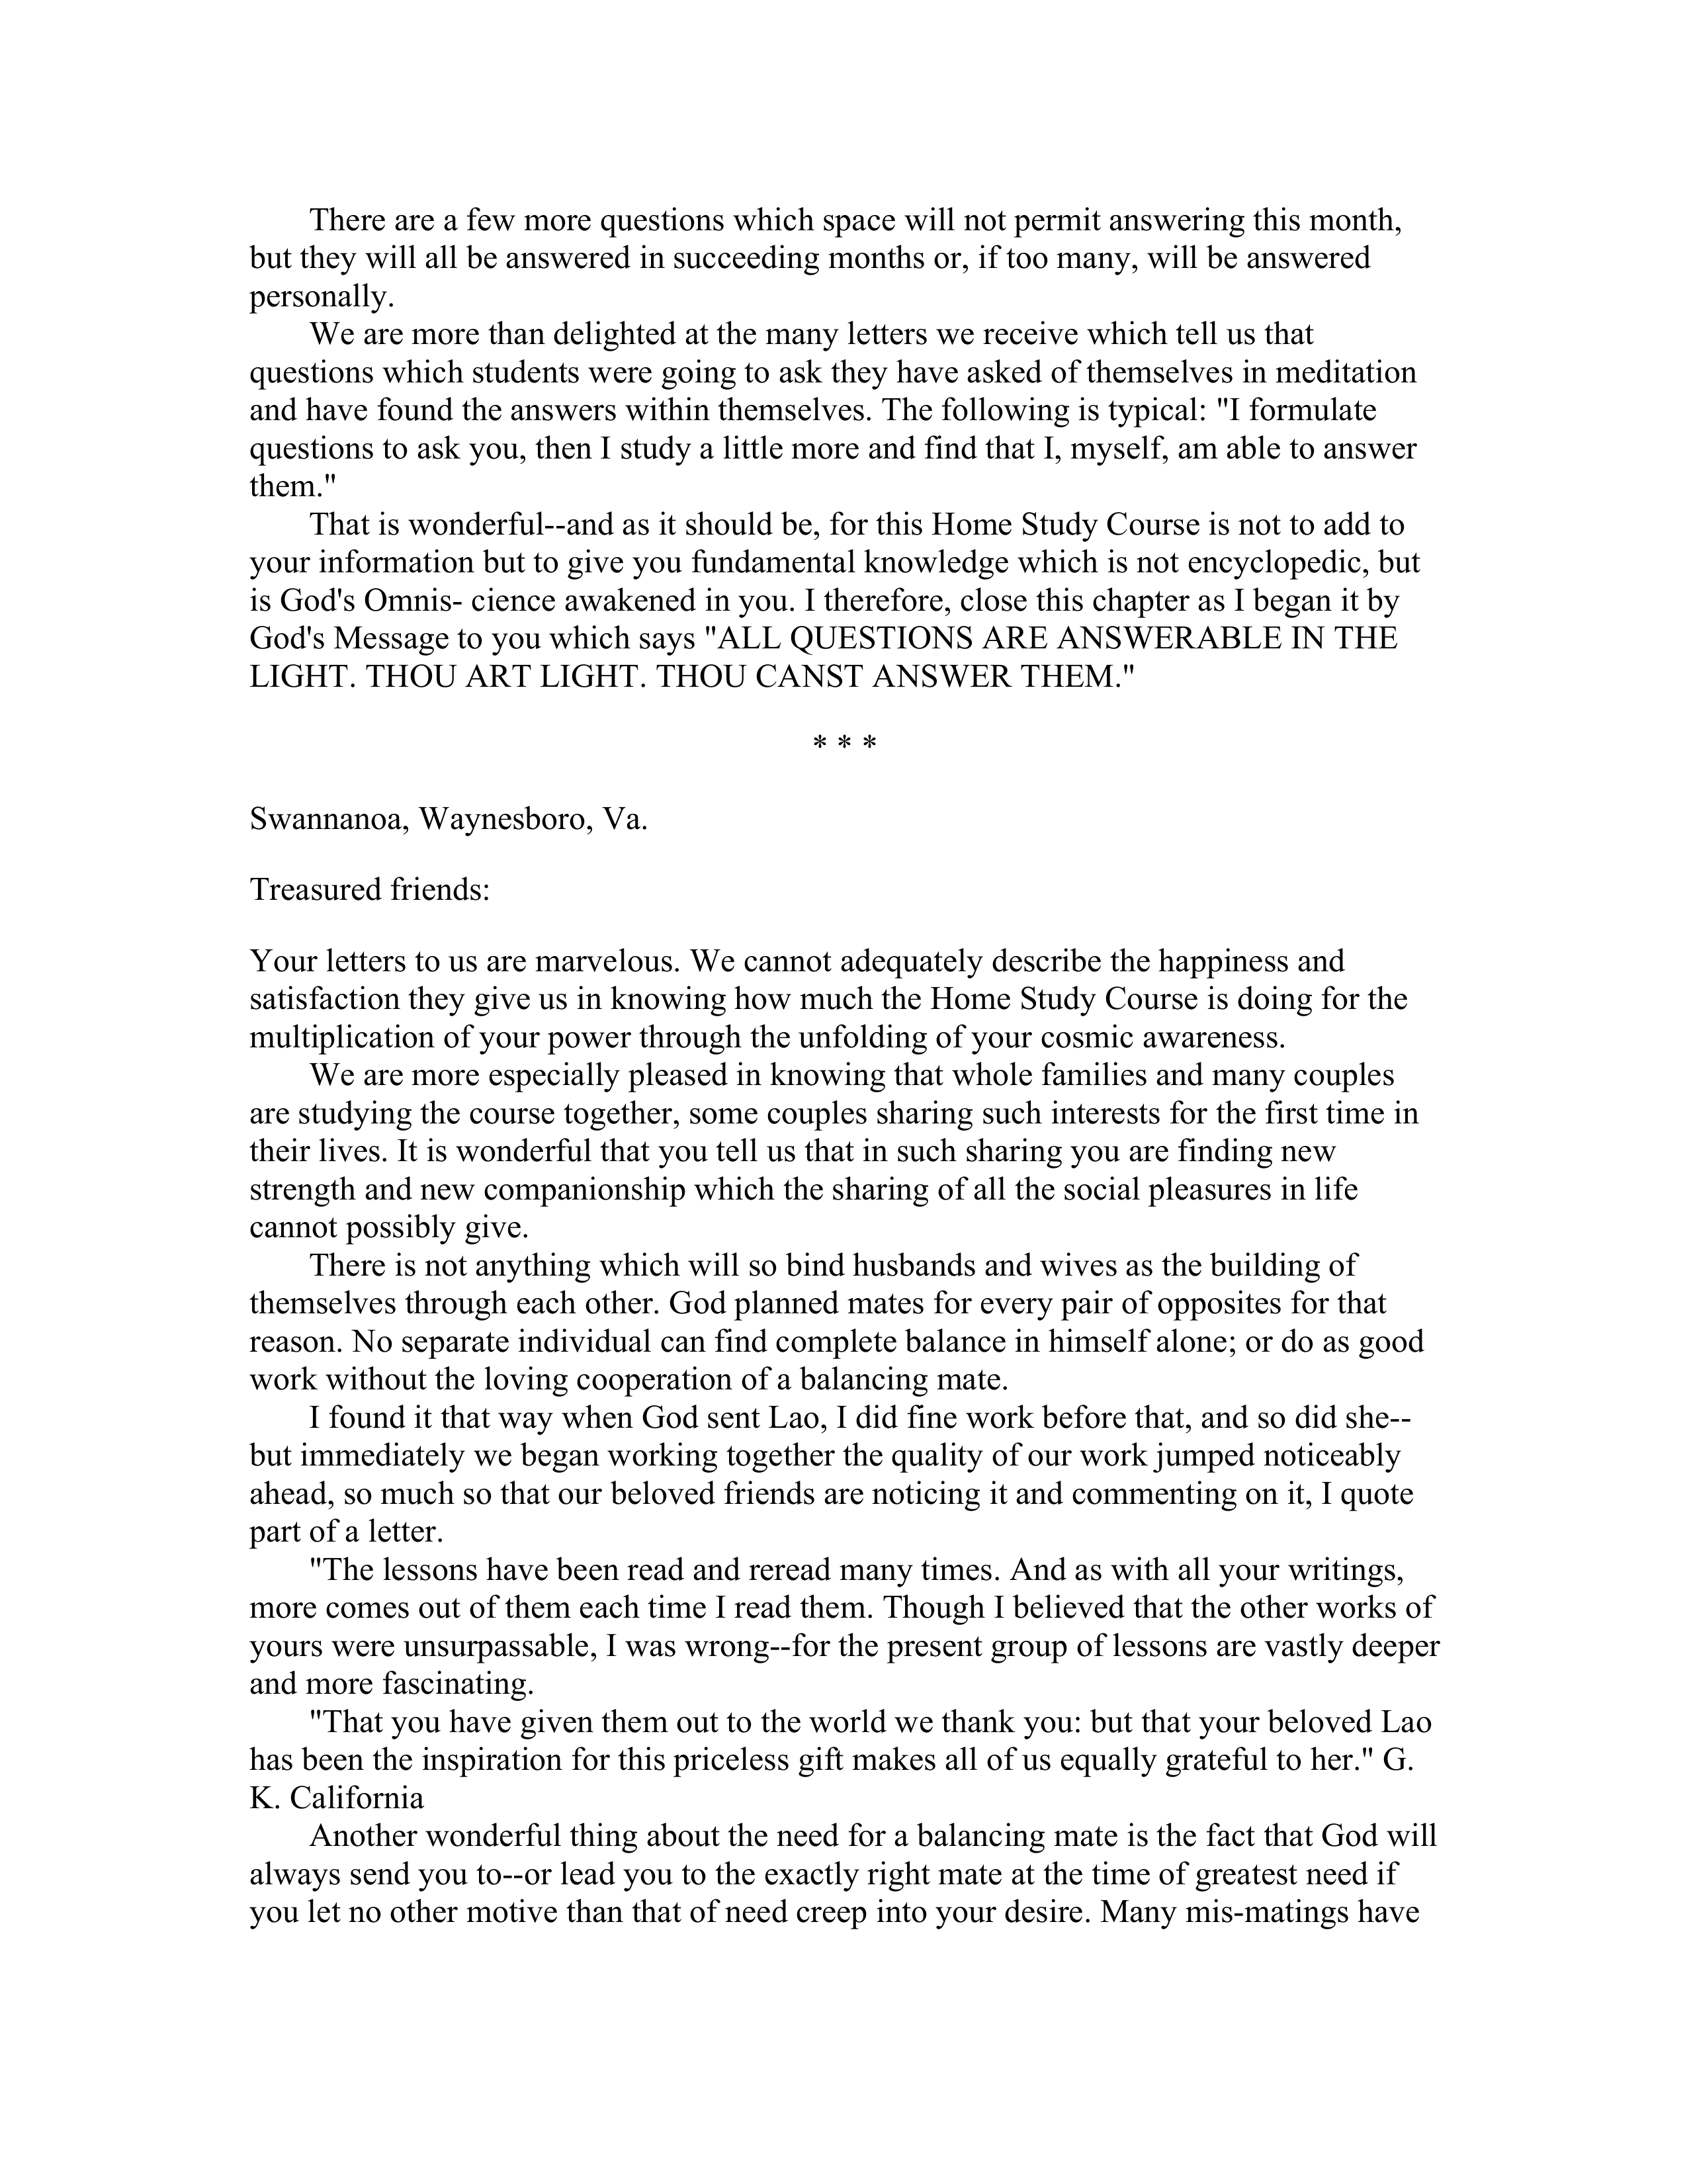 There are a few more questions which space will not permit answering this month,
but they will all be answered in succeeding months or, if too many, will be answered
personally.
We are more than delighted at the many letters we receive which tell us that
questions which students were going to ask they have asked of themselves in meditation
and have found the answers within themselves. The following is typical: "I formulate
questions to ask you, then I study a little more and find that I, myself, am able to answer
them."
That is wonderful--and as it should be, for this Home Study Course is not to add to
your information but to give you fundamental knowledge which is not encyclopedic, but
is God's Omnis- cience awakened in you. I therefore, close this chapter as I began it by
God's Message to you which says "ALL QUESTIONS ARE ANSWERABLE IN THE
LIGHT. THOU ART LIGHT. THOU CANST ANSWER THEM."
* * *
Swannanoa, Waynesboro, Va.
Treasured friends:
Your letters to us are marvelous. We cannot adequately describe the happiness and
satisfaction they give us in knowing how much the Home Study Course is doing for the
multiplication of your power through the unfolding of your cosmic awareness.
We are more especially pleased in knowing that whole families and many couples
are studying the course together, some couples sharing such interests for the first time in
their lives. It is wonderful that you tell us that in such sharing you are finding new
strength and new companionship which the sharing of all the social pleasures in life
cannot possibly give.
There is not anything which will so bind husbands and wives as the building of
themselves through each other. God planned mates for every pair of opposites for that
reason. No separate individual can find complete balance in himself alone; or do as good
work without the loving cooperation of a balancing mate.
I found it that way when God sent Lao, I did fine work before that, and so did she--
but immediately we began working together the quality of our work jumped noticeably
ahead, so much so that our beloved friends are noticing it and commenting on it, I quote
part of a letter.
"The lessons have been read and reread many times. And as with all your writings,
more comes out of them each time I read them. Though I believed that the other works of
yours were unsurpassable, I was wrong--for the present group of lessons are vastly deeper
and more fascinating.
"That you have given them out to the world we thank you: but that your beloved Lao
has been the inspiration for this priceless gift makes all of us equally grateful to her." G.
K. California
Another wonderful thing about the need for a balancing mate is the fact that God will
always send you to--or lead you to the exactly right mate at the time of greatest need if
you let no other motive than that of need creep into your desire. Many mis-matings have